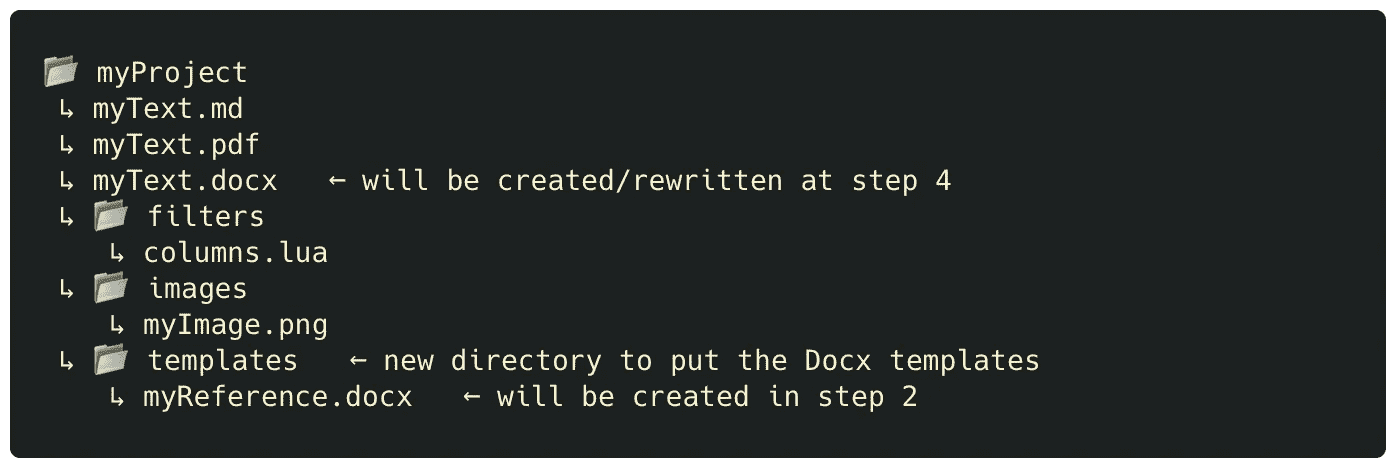 📂 myProject
↳ myText.md
↳ myText.pdf
↳ myText.docx ← will be created/rewritten at step 4
↳ 📂 filters
↳ columns.lua
↳ 📂 images
↳ myImage.png
↳ 📂 templates ← new directory to put the Docx templates
↳ myReference.docx ← will be created in step 2